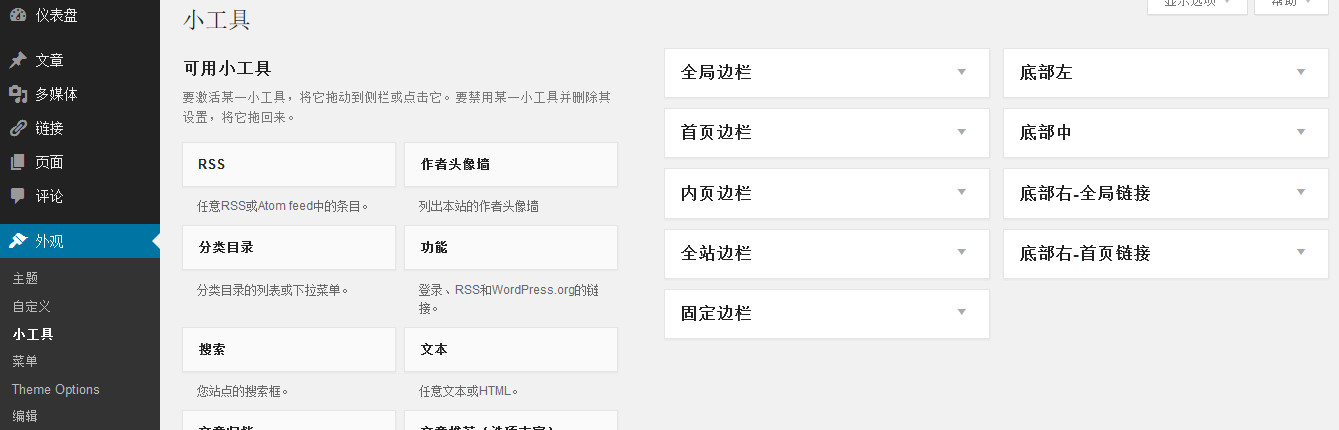 仪表盘
文章
多媒体
链接
页面
评论
外观
主题
自定义
小工具
菜单
Theme Options
编辑
小工具
显示选项
帮助
可用小工具
要激活某一小工具，将它拖动到侧栏或点击它。要禁用某一小工具并删除其
设置，将它拖回来。
RSS
作者头像墙
任意RSS或Atom feed中的条目。
列出本站的作者头像墙
分类目录
功能
分类目录的列表或下拉菜单。
登录、RSS和WordPress.org的链
接。
搜索
文本
您站点的搜索框。
任意文本或HTML。
全局边栏
底部左
首页边栏
底部中
内页边栏
底部右-全局链接
全站边栏
底部右-首页链接
固定边栏